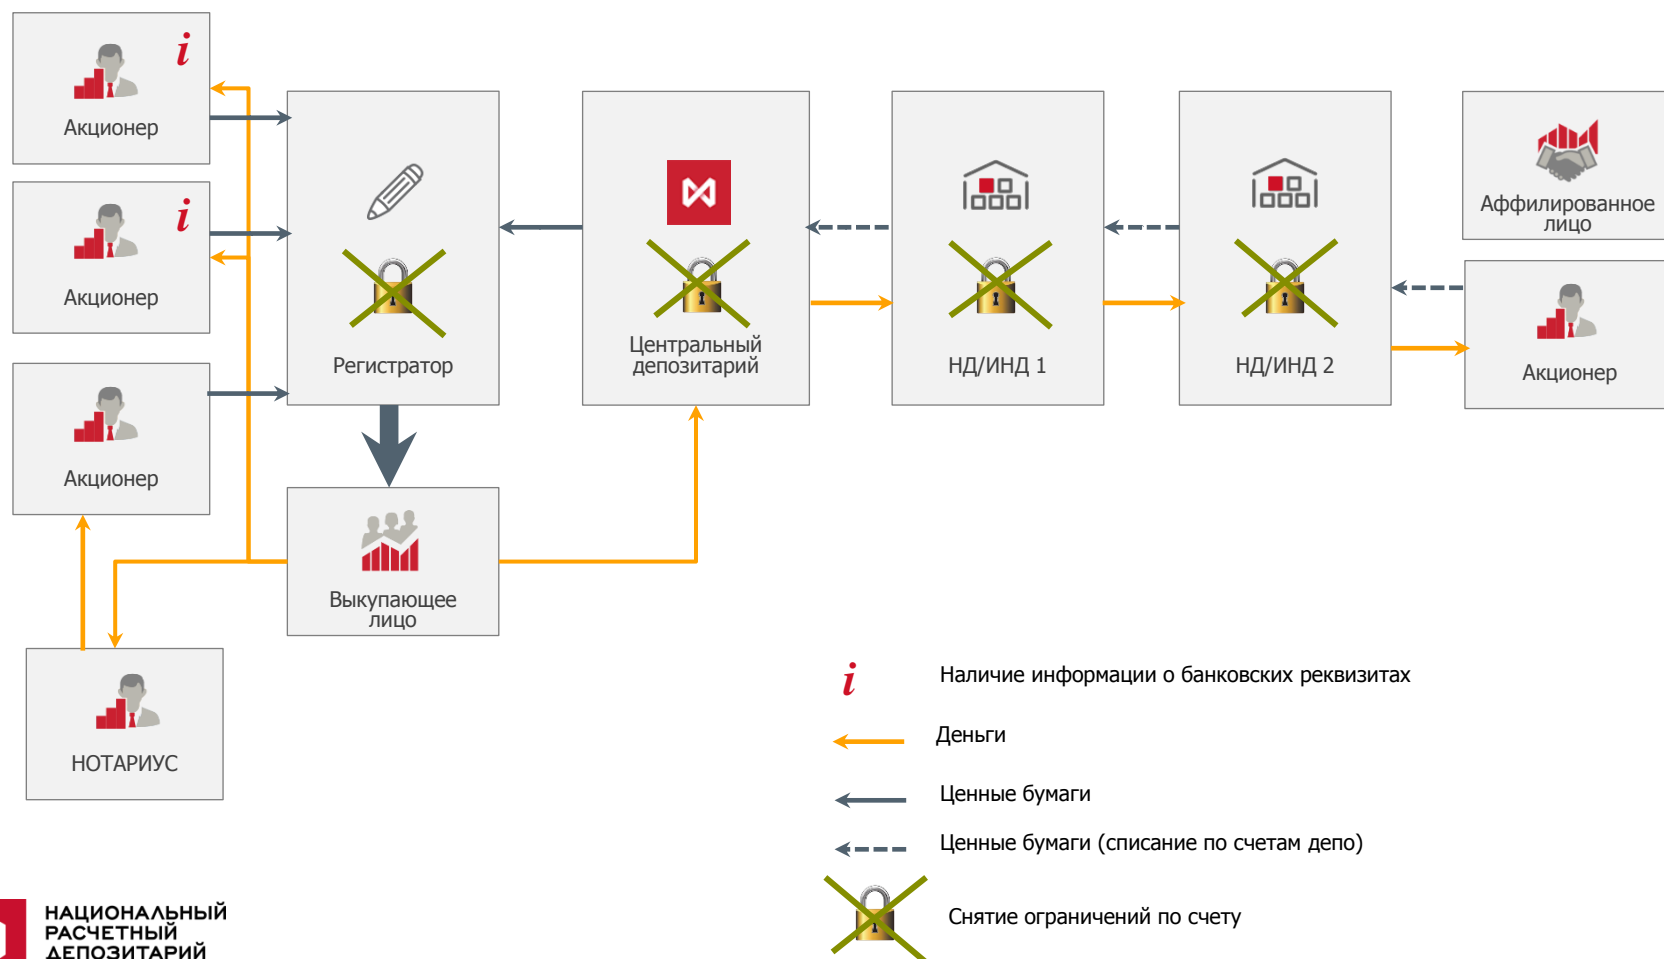 i
Акционер
i
Акционер
Акционер
НОТАРИУС
Регистратор
Выкупающее
лицо
Центральный
депозитарий
НД/ИНД 1
НД/ИНД 2
Аффилированное
лицо
Акционер
i Наличие информации о банковских реквизитах
Деньги
Ценные бумаги
Ценные бумаги (списание по счетам депо)
Снятие ограничений по счету
НАЦИОНАЛЬНЫЙ
РАСЧЕТНЫЙ
ДЕПОЗИТАРИЙ